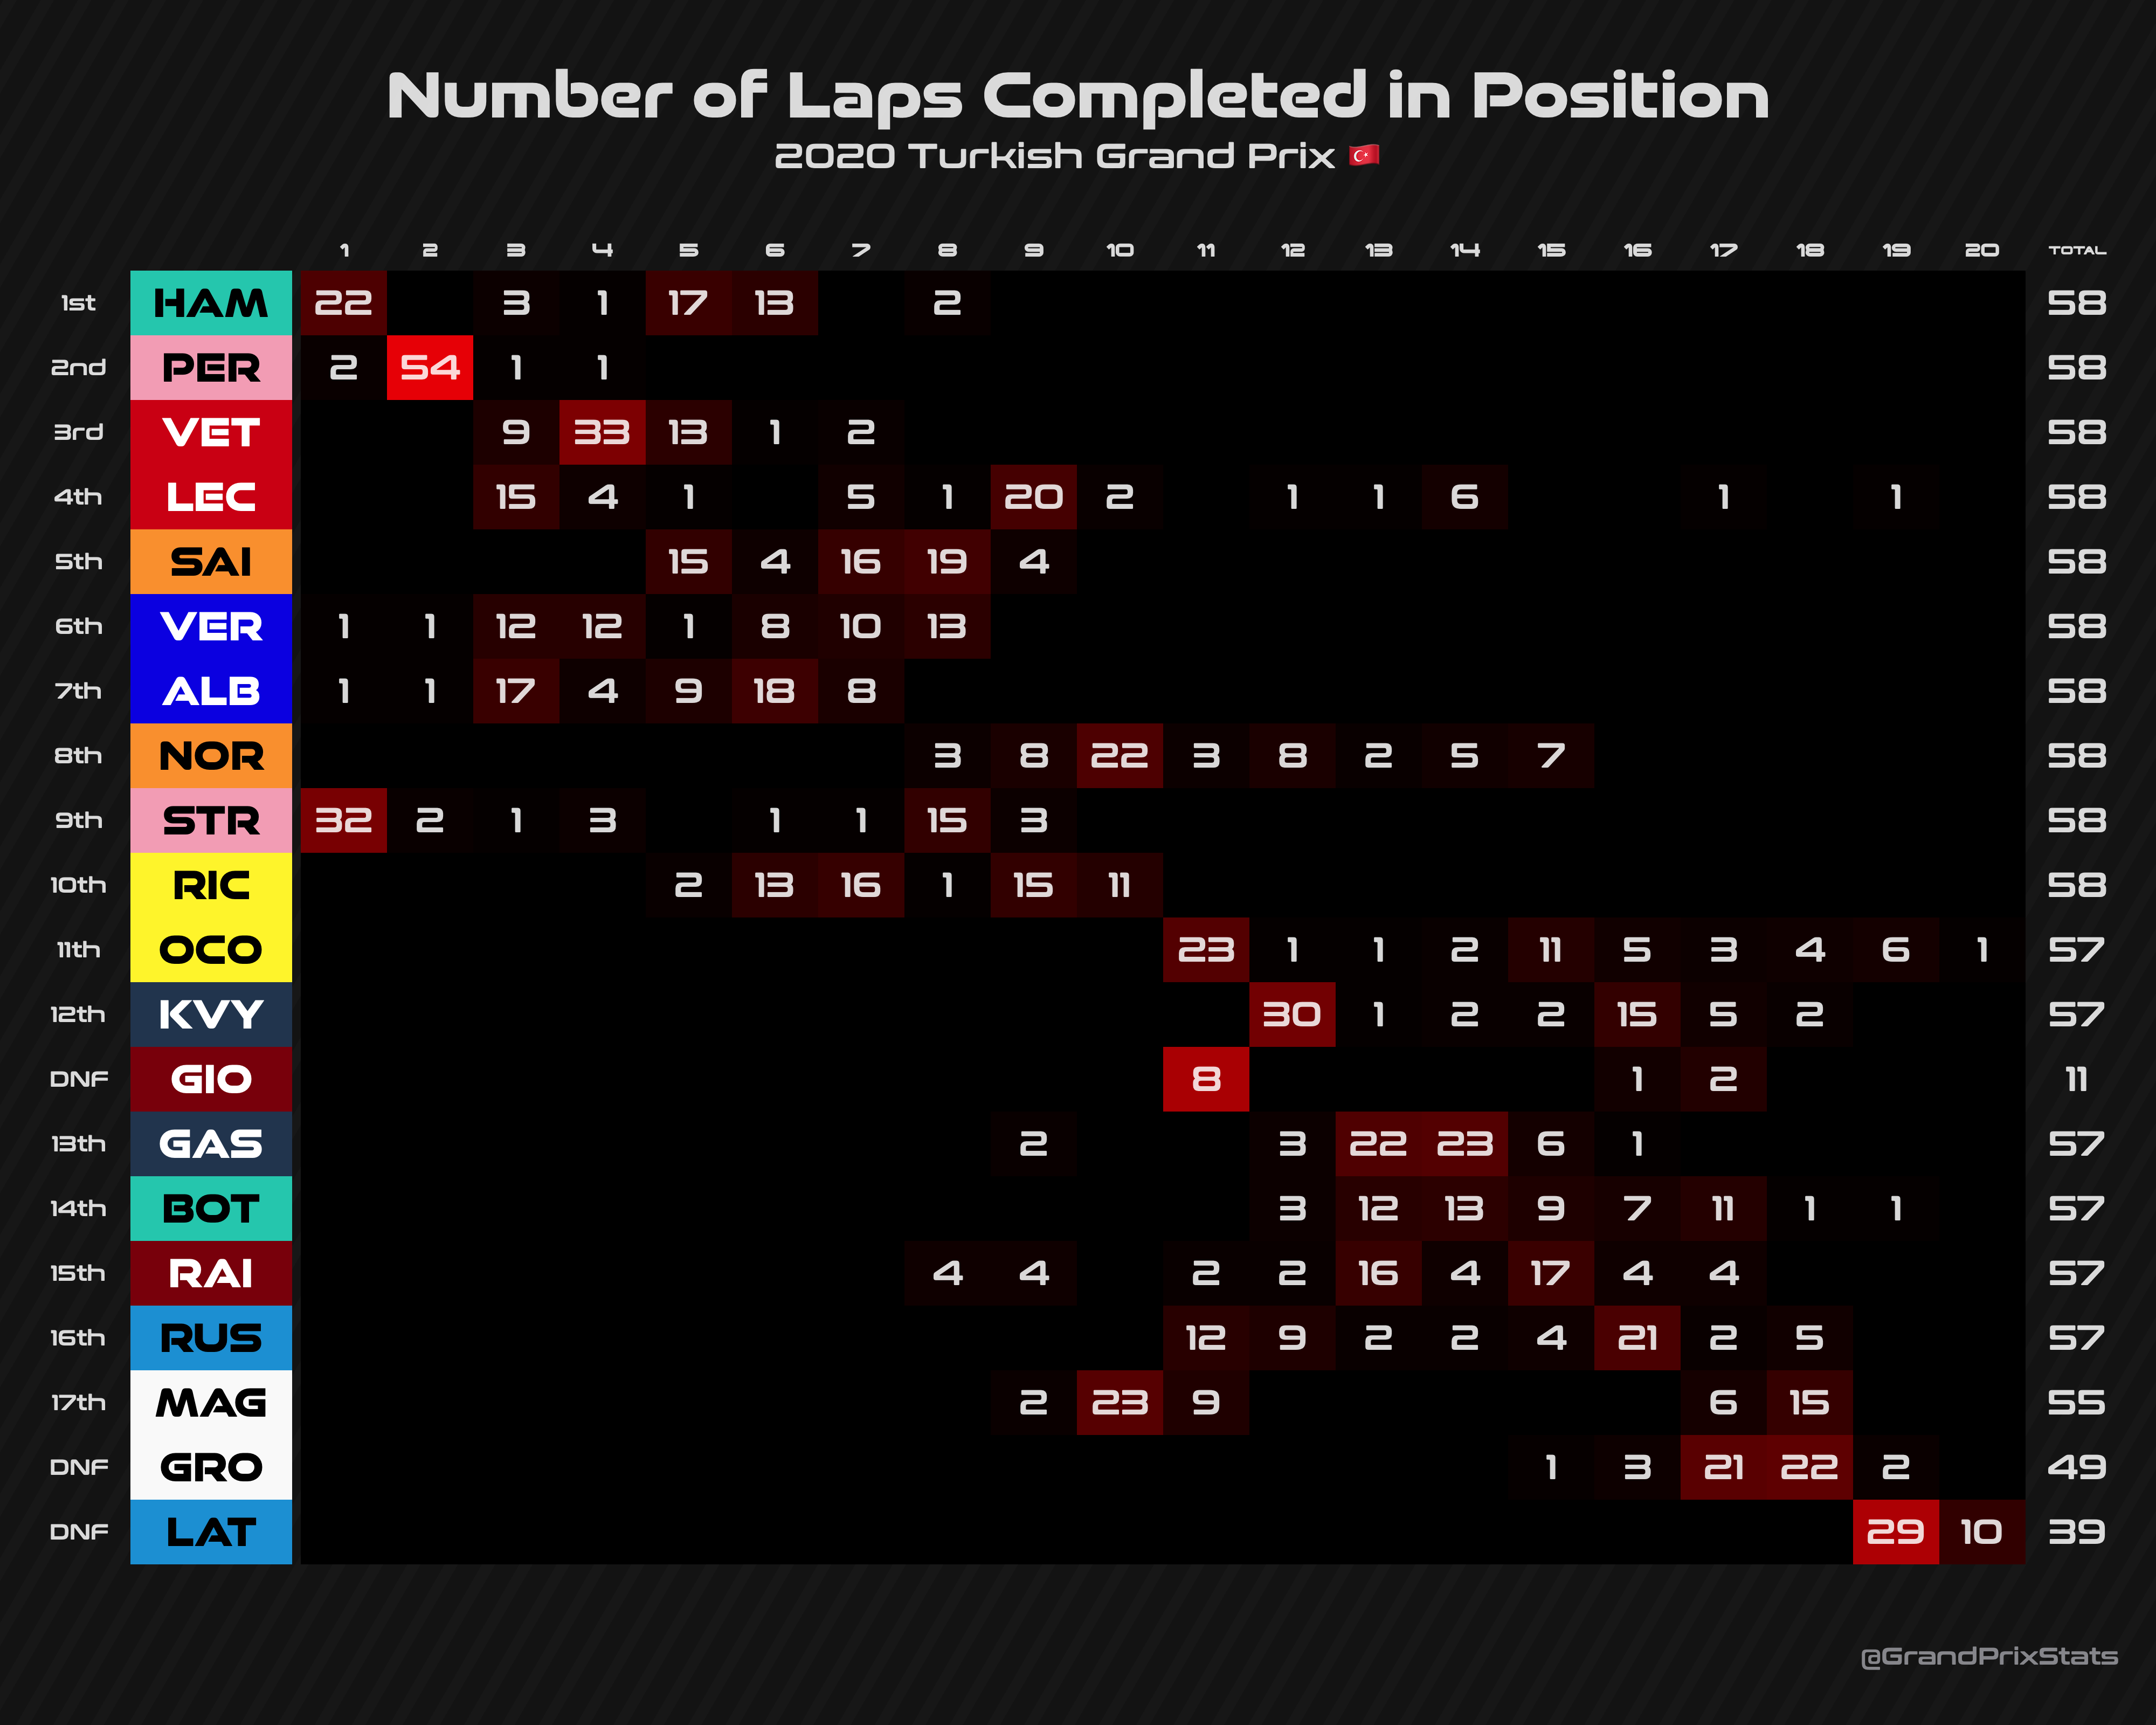 Number of Laps Completed in Position
2020 Turkish Grand Prix 🇹🇷
1 2 3 4 5 6 7 8 9 10 11 12 13 14 15 16 17 18 19 20 TOTAL
1st HAM 22 3 1 17 13 2 58
2nd PER 2 54 1 1 58
3rd VET 9 33 13 1 2 58
4th LEC 15 4 1 5 1 20 2 1 1 6 1 1 58
5th SAI 15 4 16 19 4 58
6th VER 1 1 12 12 1 8 10 13 58
7th ALB 1 1 17 4 9 18 8 58
8th NOR 3 8 22 3 8 2 5 7 58
9th STR 32 2 1 3 1 1 15 3 58
10th RIC 2 13 16 1 15 11 58
11th OCO 23 1 1 2 11 5 3 4 6 1 57
12th KVY 30 1 2 2 15 5 2 57
DNF GIO 8 1 2 11
13th GAS 2 3 22 23 6 1 57
14th BOT 3 12 13 9 7 11 1 1 57
15th RAI 4 4 2 2 16 4 17 4 4 57
16th RUS 12 9 2 2 4 21 2 5 57
17th MAG 2 23 9 6 15 55
DNF GRO 1 3 21 22 2 49
DNF LAT 29 10 39
@GrandPrixStats